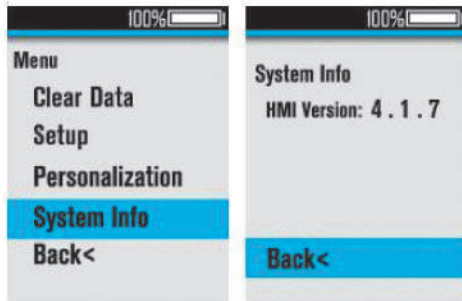 100%
Menu
Clear Data
Setup
Personalization
System Info
Back<
100%
System Info
HMI Version: 4 . 1 . 7
Back<